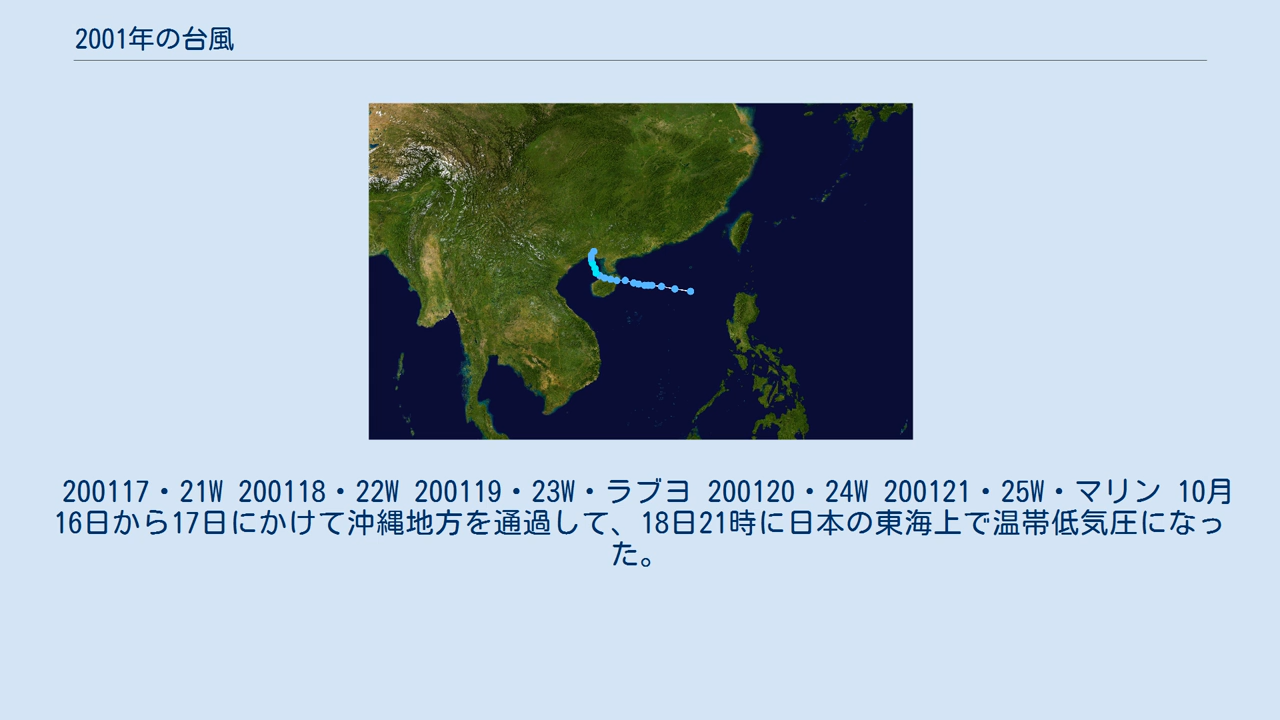 2001年の台風
200117・21W 200118・22W 200119・23W・ラブヨ 200120・24W 200121・25W・マリン 10月
16日から17日にかけて沖縄地方を通過して、18日21時に日本の東海上で温帯低気圧になっ
た。